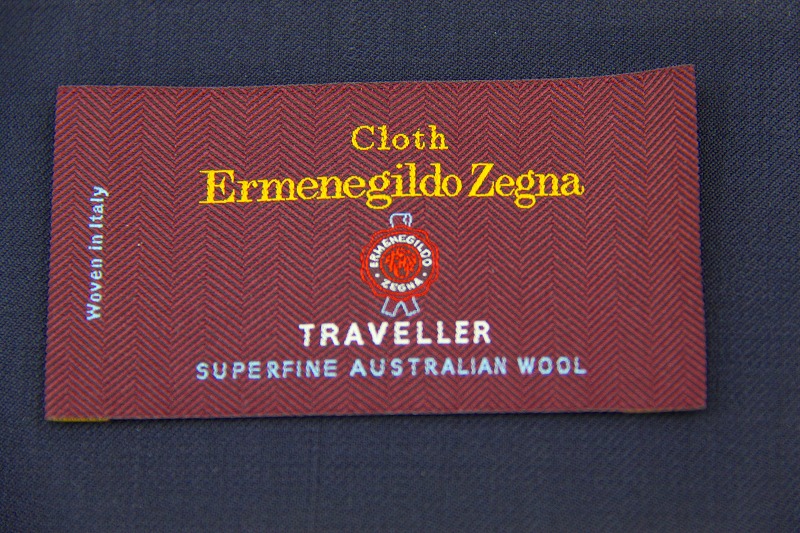 Cloth
Ermenegildo Zegna
Woven in Italy
ERMENEGILDO
ZEGNA
TRAVELLER
SUPERFINE AUSTRALIAN WOOL